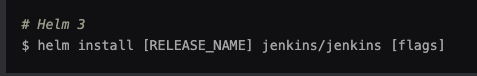 # Helm 3
$ helm install [RELEASE_NAME] jenkins/jenkins [flags]